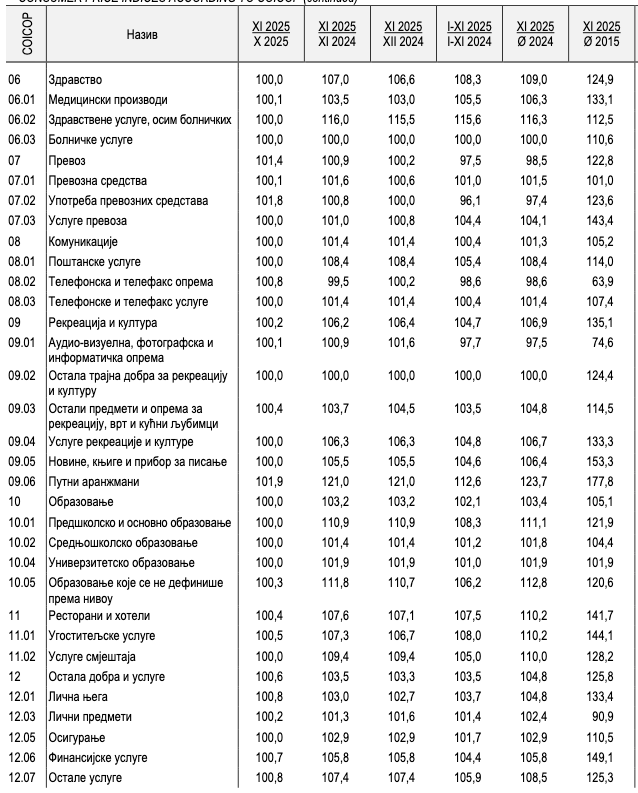 CONSUMER PRICE INDICES ACCORDING TO COICOP (continued)
COICOP Назив XI 2025 XI 2025 XI 2025 I-XI 2025 XI 2025 XI 2025
X 2025 XI 2024 XII 2024 I-XI 2024 Ø 2024 Ø 2015
06 Здравство 100,0 107,0 106,6 108,3 109,0 124,9
06.01 Медицински производи 100,1 103,5 103,0 105,5 106,3 133,1
06.02 Здравствене услуге, осим болничких 100,0 116,0 115,5 115,6 116,3 112,5
06.03 Болничке услуге 100,0 100,0 100,0 100,0 100,0 110,6
07 Превоз 101,4 100,9 100,2 97,5 98,5 122,8
07.01 Превозна средства 100,1 101,6 100,6 101,0 101,5 101,0
07.02 Употреба превозних средстава 101,8 100,8 100,0 96,1 97,4 123,6
07.03 Услуге превоза 100,0 101,0 100,8 104,4 104,1 143,4
08 Комуникације 100,0 101,4 101,4 100,4 101,3 105,2
08.01 Поштанске услуге 100,0 108,4 108,4 105,4 108,4 114,0
08.02 Телефонска и телефакс опрема 100,8 99,5 100,2 98,6 98,6 63,9
08.03 Телефонске и телефакс услуге 100,0 101,4 101,4 100,4 101,4 107,4
09 Рекреација и култура 100,2 106,2 106,4 104,7 106,9 135,1
09.01 Аудио-визуелна, фотографска и 100,1 100,9 101,6 97,7 97,5 74,6
информатичка опрема
09.02 Остала трајна добра за рекреацију 100,0 100,0 100,0 100,0 100,0 124,4
и културу
09.03 Остали предмети и опрема за 100,4 103,7 104,5 103,5 104,8 114,5
рекреацију, врт и кућни љубимци
09.04 Услуге рекреације и културе 100,0 106,3 106,3 104,8 106,7 133,3
09.05 Новине, књиге и прибор за писање 100,0 105,5 105,5 104,6 106,4 153,3
09.06 Путни аранжмани 101,9 121,0 121,0 112,6 123,7 177,8
10 Образовање 100,0 103,2 103,2 102,1 103,4 105,1
10.01 Предшколско и основно образовање 100,0 110,9 110,9 108,3 111,1 121,9
10.02 Средњошколско образовање 100,0 101,4 101,4 101,2 101,8 104,4
10.04 Универзитетско образовање 100,0 101,9 101,9 101,0 101,9 101,9
10.05 Образовање које се не дефинише 100,3 111,8 110,7 106,2 112,8 120,6
према нивоу
11 Ресторани и хотели 100,4 107,6 107,1 107,5 110,2 141,7
11.01 Угоститељске услуге 100,5 107,3 106,7 108,0 110,2 144,1
11.02 Услуге смјештаја 100,0 109,4 109,4 105,0 110,0 128,2
12 Остала добра и услуге 100,6 103,5 103,3 103,5 104,8 125,8
12.01 Лична њега 100,8 103,0 102,7 103,7 104,8 133,4
12.03 Лични предмети 100,2 101,3 101,6 101,4 102,4 90,9
12.05 Осигурање 100,0 102,9 102,9 101,7 102,9 110,5
12.06 Финансијске услуге 100,7 105,8 105,8 104,4 105,8 149,1
12.07 Остале услуге 100,8 107,4 107,4 105,9 108,5 125,3